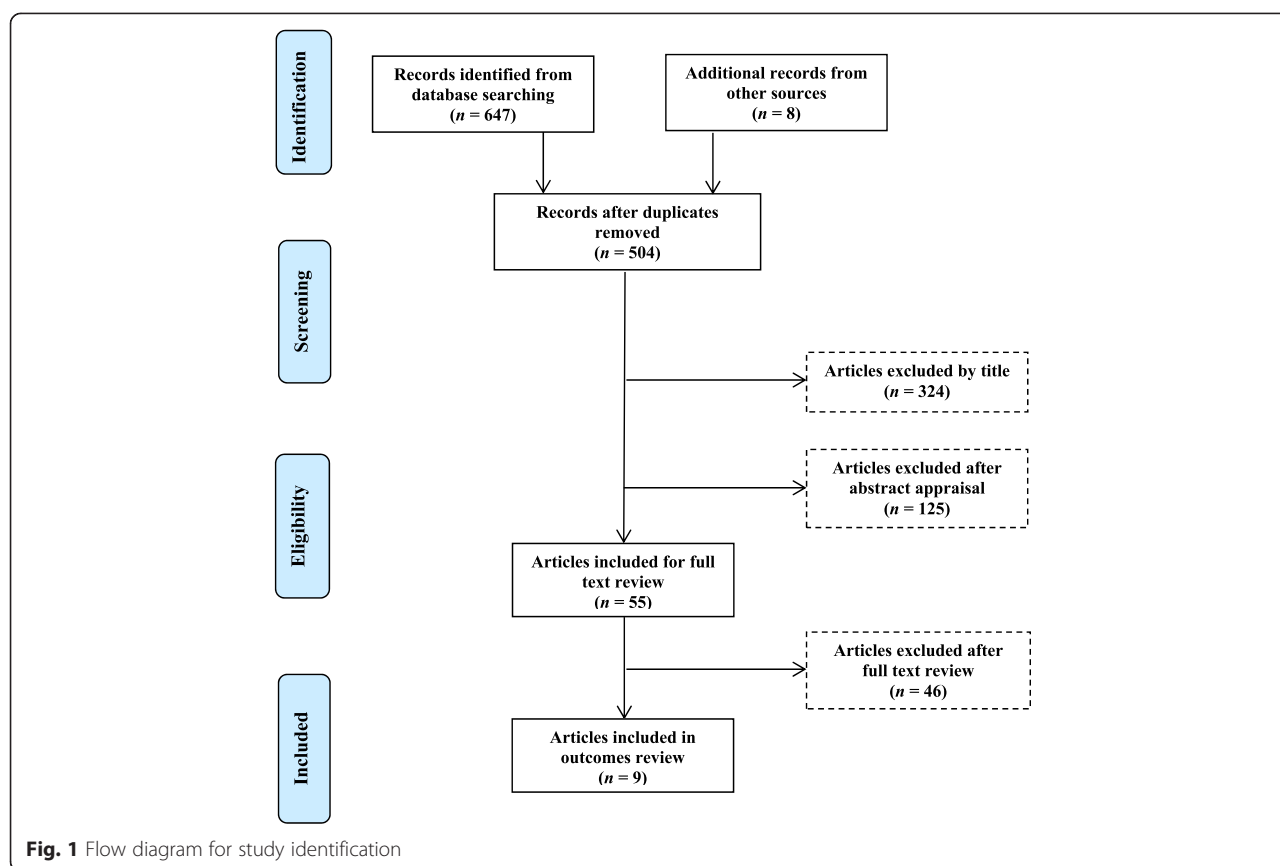 Identification
Records identified from
database searching
(n = 647)
Additional records from
other sources
(n = 8)
Records after duplicates
removed
(n = 504)
Screening
Articles excluded by title
(n = 324)
Articles excluded after
abstract appraisal
(n = 125)
Eligibility
Articles included for full
text review
(n = 55)
Articles excluded after
full text review
(n = 46)
Included
Articles included in
outcomes review
(n = 9)
Fig. 1 Flow diagram for study identification